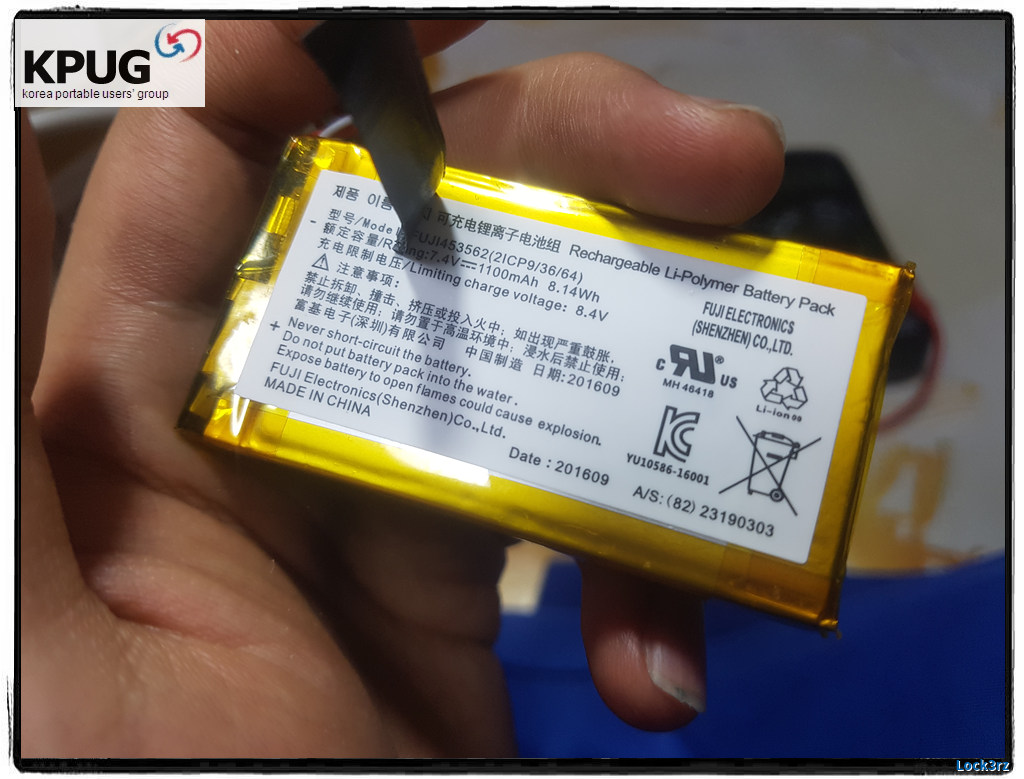 KPUG
korea portable users' group
제품 이름 可充电锂离子电池组 Rechargeable Li-Polymer Battery Pack
型号/Model UJI453562(2ICP9/36/64)
额定容量/Rating:7.4V⎓1100mAh 8.14Wh
充电限制电压/Limiting charge voltage: 8.4V
注意事项:
禁止拆卸、撞击、挤压或投入火中; 如出现严重鼓胀,
请勿继续使用; 请勿置于高温环境中; 浸水后禁止使用;
富基电子(深圳)有限公司 中国制造 日期:201609
Never short-circuit the battery.
Do not put battery pack into the water.
Expose battery to open flames could cause explosion.
FUJI Electronics(Shenzhen)Co.,Ltd.
MADE IN CHINA
Date : 201609
-
+
FUJI ELECTRONICS
(SHENZHEN) CO.,LTD.
c RU® US
MH 46418
Li-ion 00
KC
YU10586-16001
A/S: (82) 23190303
Lock3rz